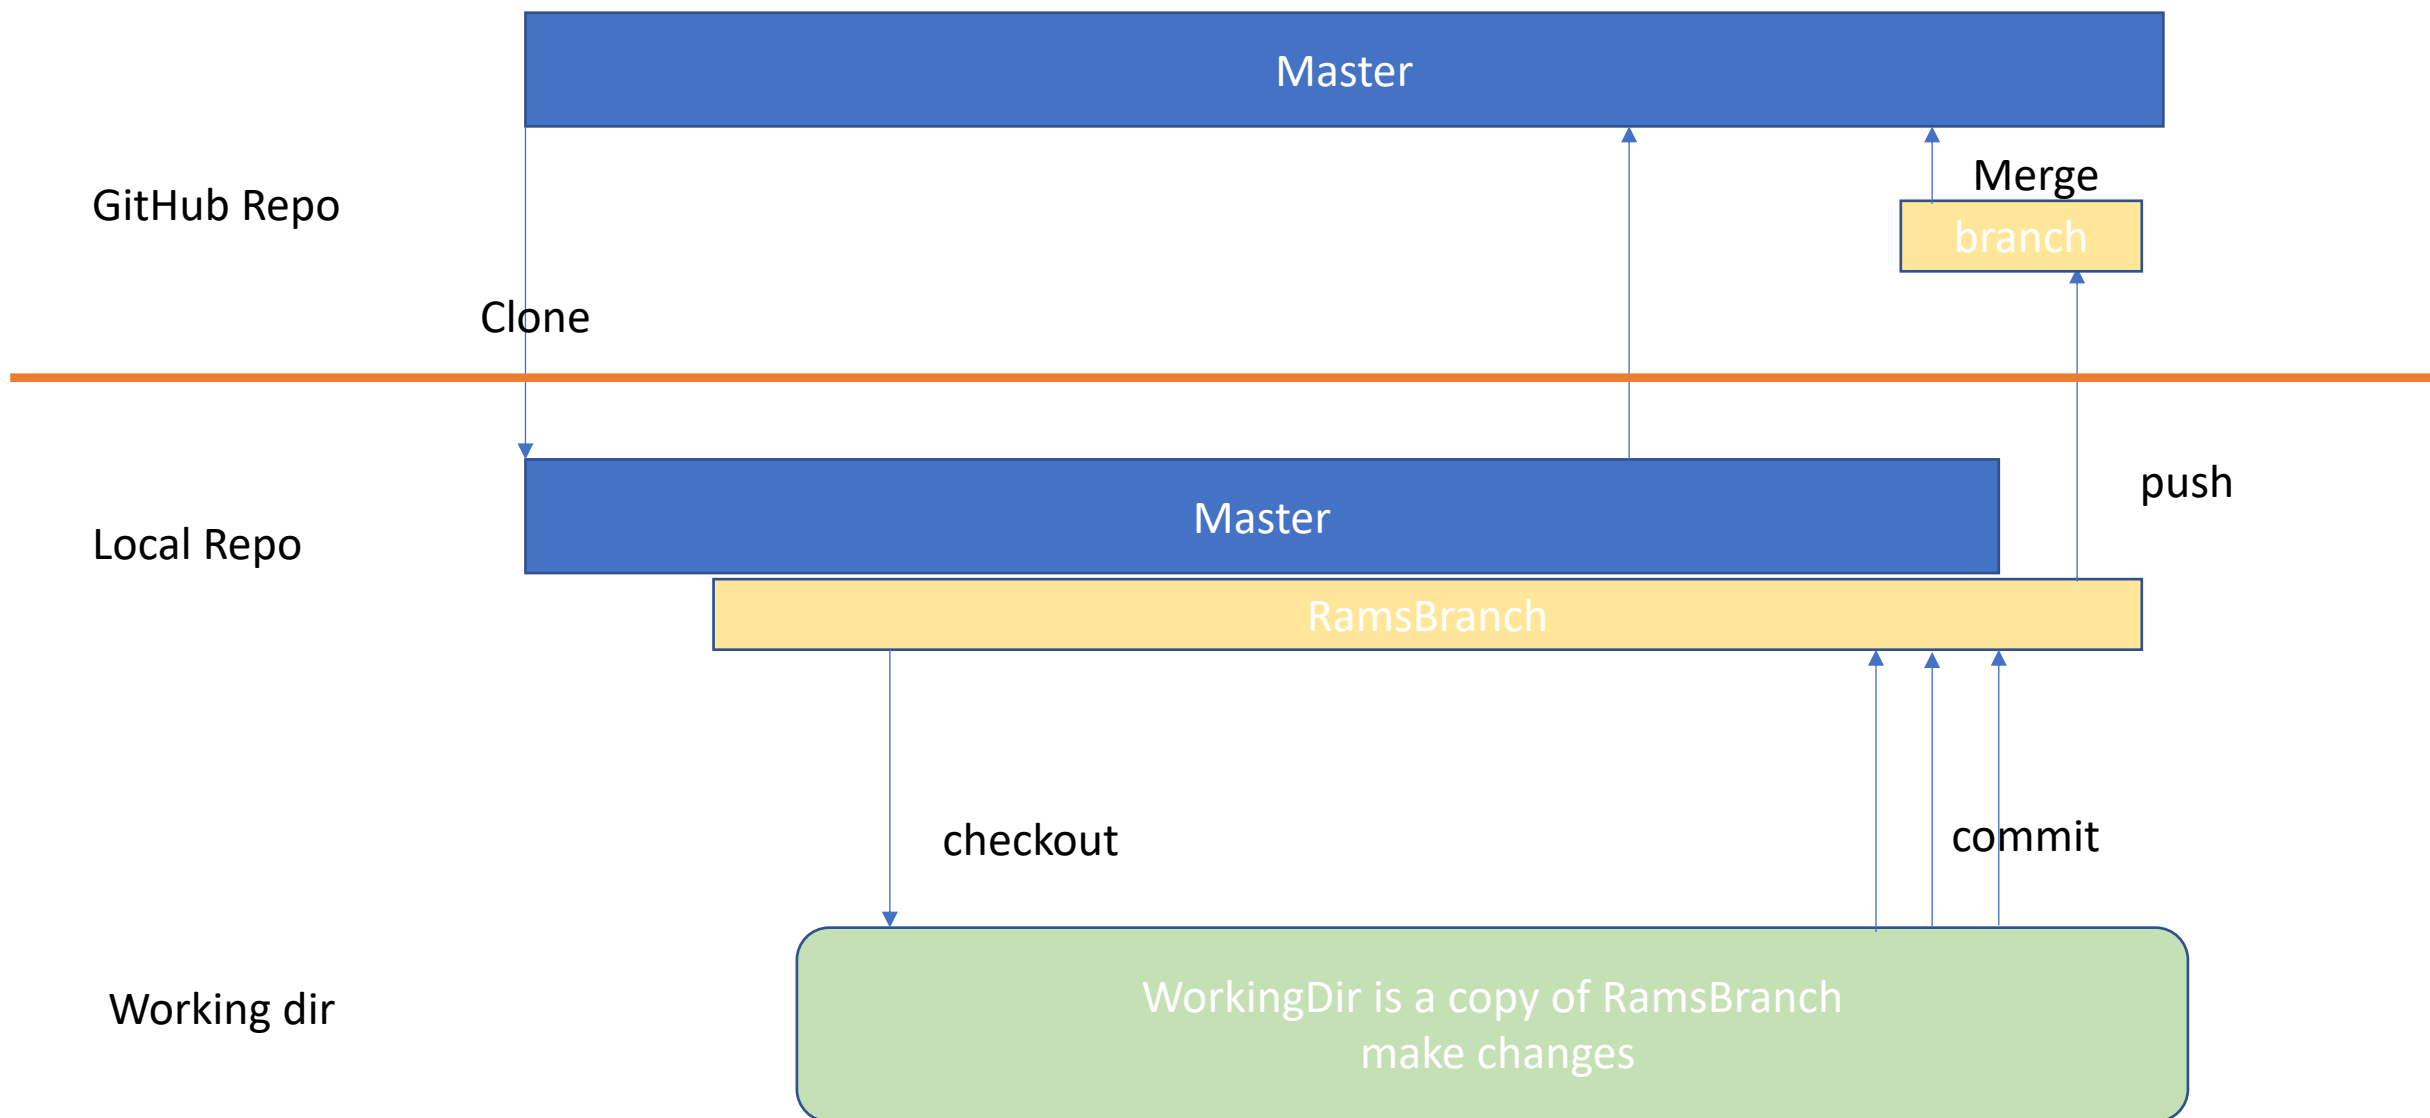 Master
Merge
GitHub Repo
branch
Clone
push
Master
Local Repo
RamsBranch
checkout
commit
WorkingDir is a copy of RamsBranch
make changes
Working dir